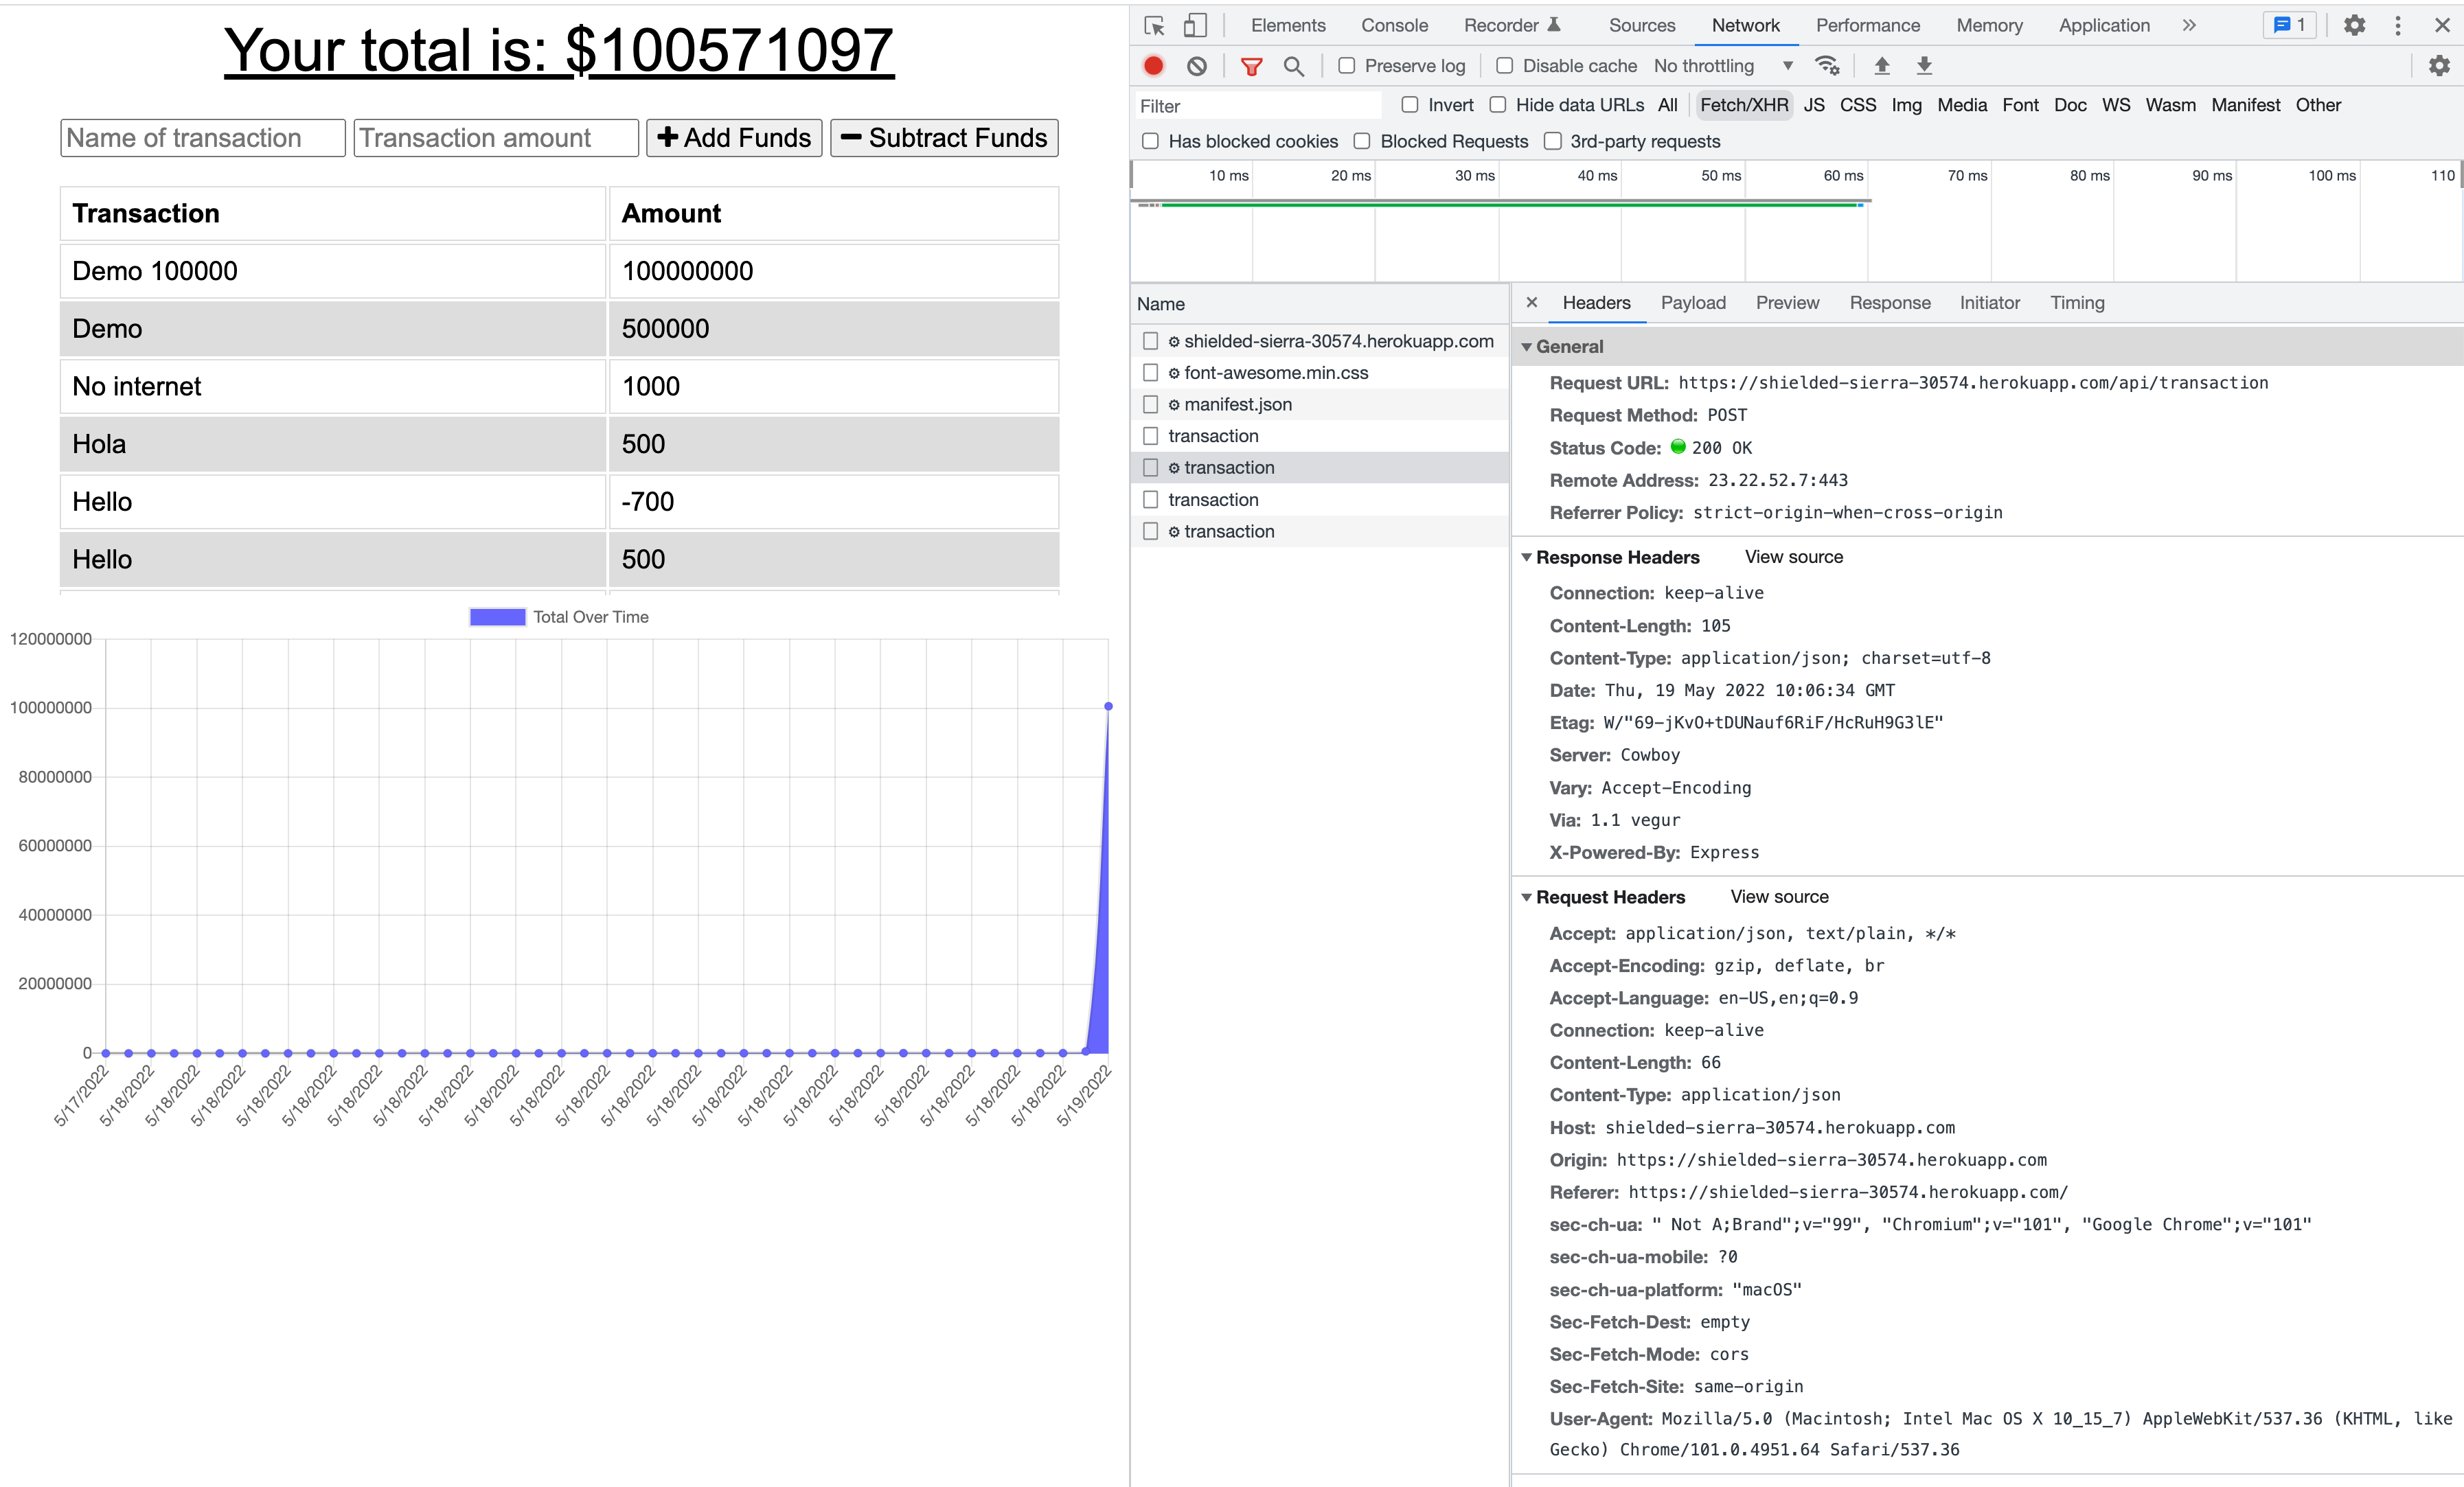 Your total is: $100571097
Name of transaction Transaction amount Add Funds Subtract Funds
Transaction Amount
Demo 100000 100000000
Demo 500000
No internet 1000
Hola 500
Hello -700
Hello 500
Total Over Time
120000000
100000000
80000000
60000000
40000000
20000000
0
5/17/2022 5/18/2022 5/18/2022 5/18/2022 5/18/2022 5/18/2022 5/18/2022 5/18/2022 5/18/2022 5/18/2022 5/18/2022 5/18/2022 5/18/2022 5/18/2022 5/18/2022 5/18/2022 5/18/2022 5/18/2022 5/18/2022 5/18/2022 5/18/2022 5/18/2022 5/19/2022
Elements Console Recorder Sources Network Performance Memory Application 1
Preserve log Disable cache No throttling
Filter Invert Hide data URLs All Fetch/XHR JS CSS Img Media Font Doc WS Wasm Manifest Other
Has blocked cookies Blocked Requests 3rd-party requests
10 ms 20 ms 30 ms 40 ms 50 ms 60 ms 70 ms 80 ms 90 ms 100 ms 110
Name
shielded-sierra-30574.herokuapp.com
font-awesome.min.css
manifest.json
transaction
transaction
transaction
transaction
Headers Payload Preview Response Initiator Timing
General
Request URL: https://shielded-sierra-30574.herokuapp.com/api/transaction
Request Method: POST
Status Code: 200 OK
Remote Address: 23.22.52.7:443
Referrer Policy: strict-origin-when-cross-origin
Response Headers View source
Connection: keep-alive
Content-Length: 105
Content-Type: application/json; charset=utf-8
Date: Thu, 19 May 2022 10:06:34 GMT
Etag: W/"69-jKvO+tDUNauf6RiF/HcRuH9G3lE"
Server: Cowboy
Vary: Accept-Encoding
Via: 1.1 vegur
X-Powered-By: Express
Request Headers View source
Accept: application/json, text/plain, */*
Accept-Encoding: gzip, deflate, br
Accept-Language: en-US,en;q=0.9
Connection: keep-alive
Content-Length: 66
Content-Type: application/json
Host: shielded-sierra-30574.herokuapp.com
Origin: https://shielded-sierra-30574.herokuapp.com
Referer: https://shielded-sierra-30574.herokuapp.com/
sec-ch-ua: " Not A;Brand";v="99", "Chromium";v="101", "Google Chrome";v="101"
sec-ch-ua-mobile: ?0
sec-ch-ua-platform: "macOS"
Sec-Fetch-Dest: empty
Sec-Fetch-Mode: cors
Sec-Fetch-Site: same-origin
User-Agent: Mozilla/5.0 (Macintosh; Intel Mac OS X 10_15_7) AppleWebKit/537.36 (KHTML, like
Gecko) Chrome/101.0.4951.64 Safari/537.36